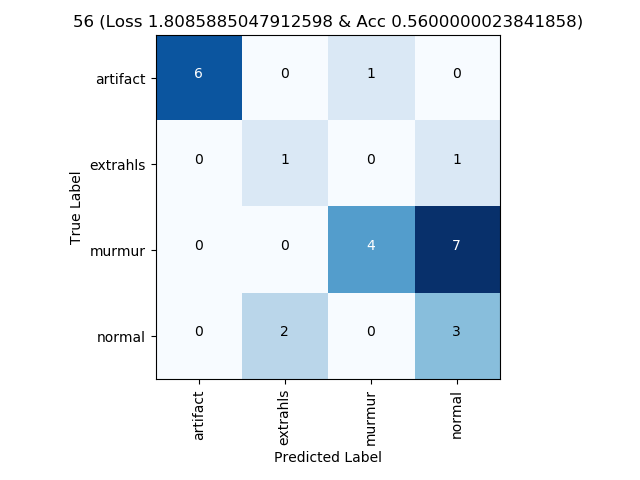 56 (Loss 1.8085885047912598 & Acc 0.5600000023841858)
artifact 6 0 1 0
extrahls 0 1 0 1
murmur 0 0 4 7
normal 0 2 0 3
True Label
artifact extrahls murmur normal
Predicted Label